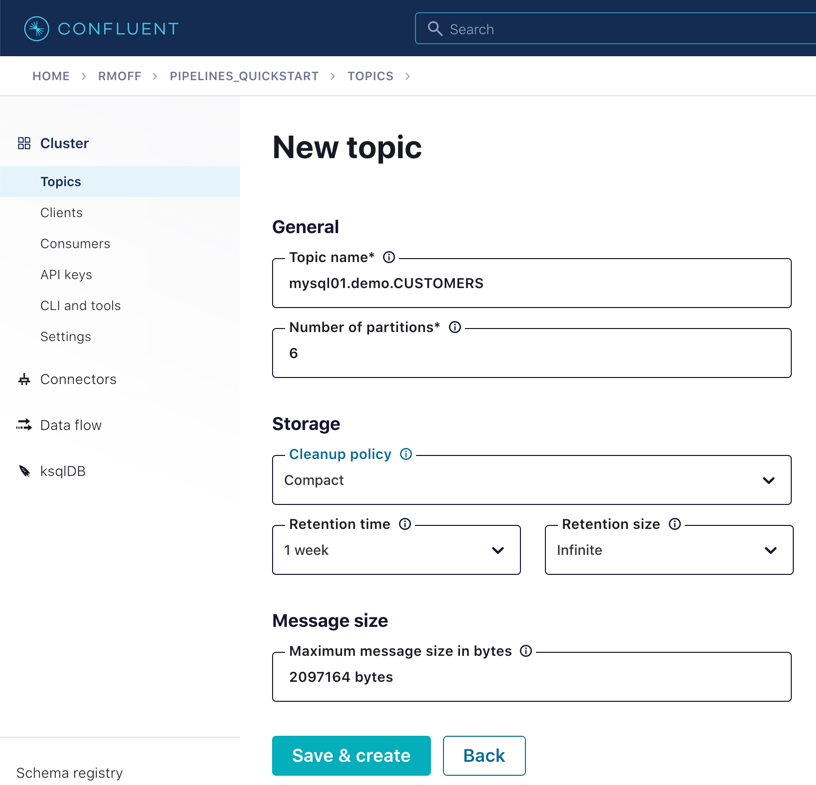 CONFLUENT
Search
HOME > RMOFF > PIPELINES_QUICKSTART > TOPICS >
Cluster
Topics
Clients
Consumers
API keys
CLI and tools
Settings
Connectors
Data flow
ksqlDB
Schema registry
New topic
General
Topic name*
mysql01.demo.CUSTOMERS
Number of partitions*
6
Storage
Cleanup policy
Compact
Retention time
1 week
Retention size
Infinite
Message size
Maximum message size in bytes
2097164 bytes
Save & create
Back